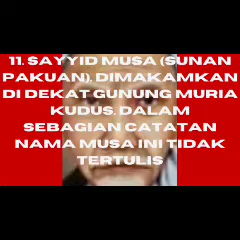 11. SAYYID MUSA (SUNAN
PAKUAN), DIMAKAMKAN
DI DEKAT GUNUNG MURIA
KUDUS. DALAM
SEBAGIAN CATATAN
NAMA MUSA INI TIDAK
TERTULIS